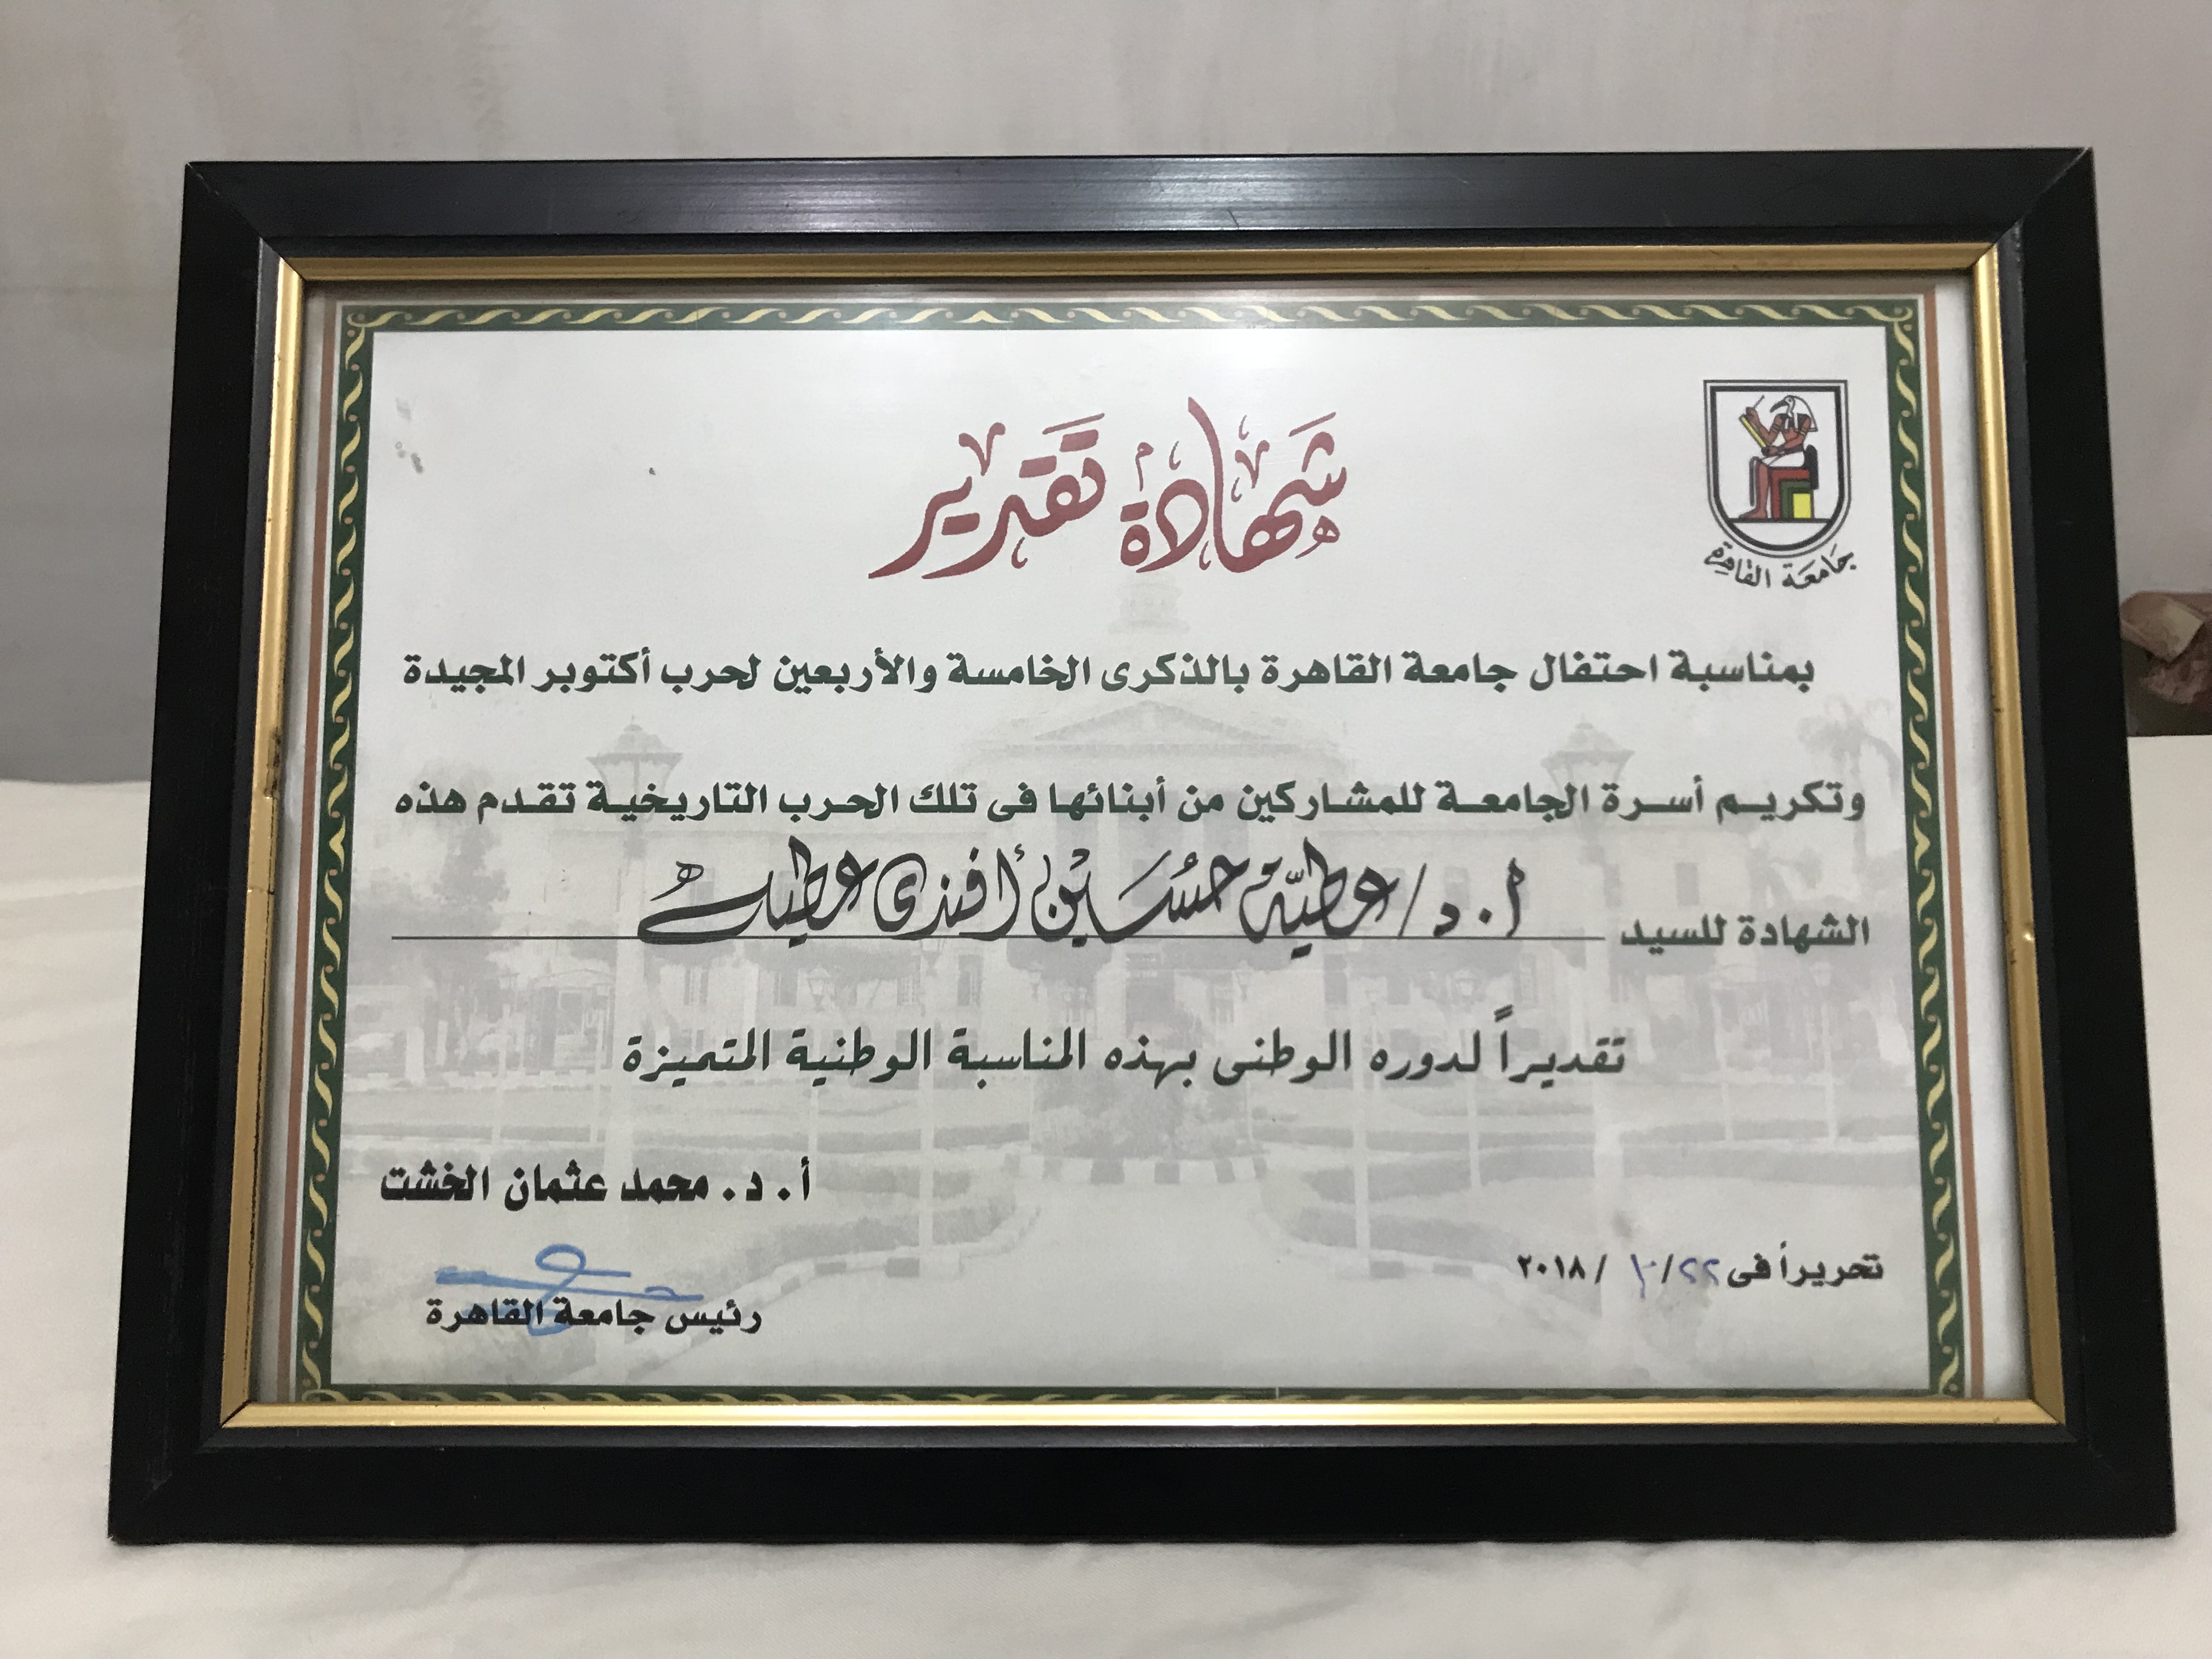 شهادة تقدير
جامعة القاهرة
بمناسبة احتفال جامعة القاهرة بالذكرى الخامسة والأربعين لحرب أكتوبر المجيدة
وتكريم أسرة الجامعة للمشاركين من أبنائها فى تلك الحرب التاريخية تقدم هذه
الشهادة للسيد أ.د/ عطية حسين أفندى عطية
تقديراً لدوره الوطنى بهذه المناسبة الوطنية المتميزة
أ. د. محمد عثمان الخشت
تحريراً فى ٢٢/ ١٠ / ٢٠١٨
رئيس جامعة القاهرة